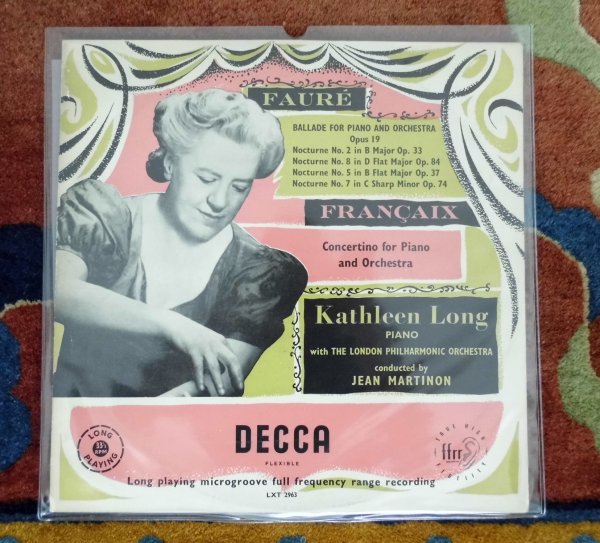 FAURÉ
BALLADE FOR PIANO AND ORCHESTRA
Opus 19
Nocturne No. 2 in B Major Op. 33
Nocturne No. 8 in D Flat Major Op. 84
Nocturne No. 5 in B Flat Major Op. 37
Nocturne No. 7 in C Sharp Minor Op. 74
FRANÇAIX
Concertino for Piano
and Orchestra
Kathleen Long
PIANO
with THE LONDON PHILHARMONIC ORCHESTRA
conducted by
JEAN MARTINON
LONG
33⅓
RPM
PLAYING
DECCA
FLEXIBLE
TRUE HIGH
ffrr
FIDELITY
Long playing microgroove full frequency range recording
LXT 2963